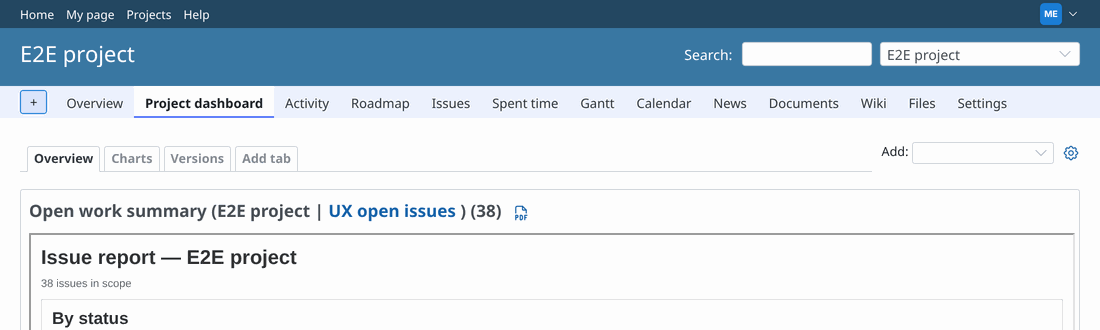 Home My page Projects Help ME
E2E project Search: E2E project
+ Overview Project dashboard Activity Roadmap Issues Spent time Gantt Calendar News Documents Wiki Files Settings
Overview Charts Versions Add tab Add:
Open work summary (E2E project | UX open issues ) (38) PDF
Issue report — E2E project
38 issues in scope
By status